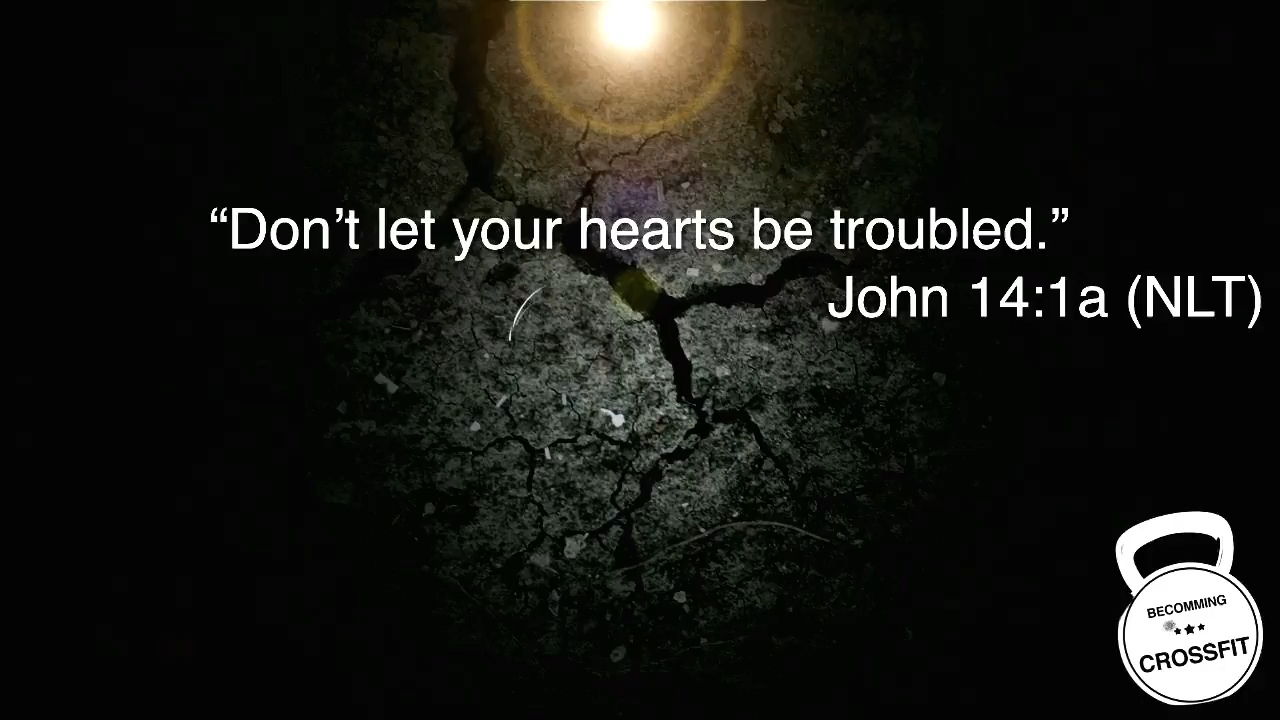 “Don’t let your hearts be troubled.”
John 14:1a (NLT)
BECOMMING
CROSSFIT